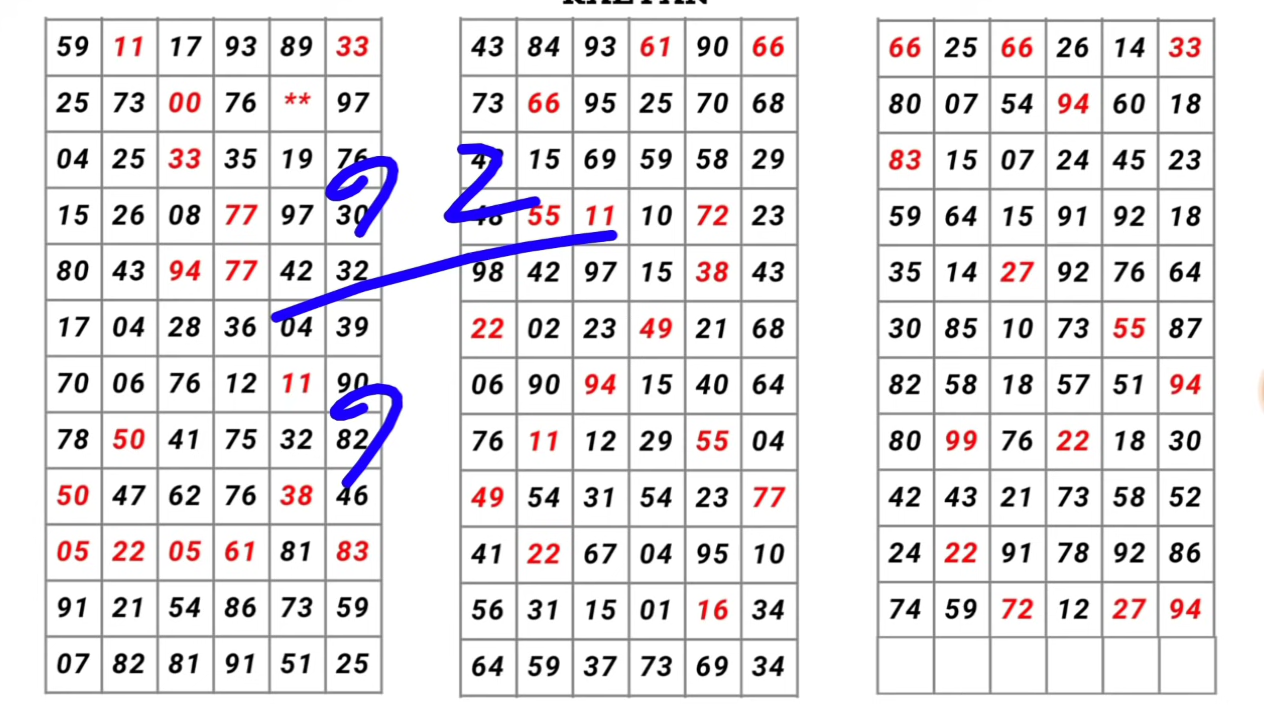 59 11 17 93 89 33
25 73 00 76 ** 97
04 25 33 35 19 76
15 26 08 77 97 30
80 43 94 77 42 32
17 04 28 36 04 39
70 06 76 12 11 90
78 50 41 75 32 82
50 47 62 76 38 46
05 22 05 61 81 83
91 21 54 86 73 59
07 82 81 91 51 25
9
2
9
43 84 93 61 90 66
73 66 95 25 70 68
15 69 59 58 29
55 11 10 72 23
98 42 97 15 38 43
22 02 23 49 21 68
06 90 94 15 40 64
76 11 12 29 55 04
49 54 31 54 23 77
41 22 67 04 95 10
56 31 15 01 16 34
64 59 37 73 69 34
66 25 66 26 14 33
80 07 54 94 60 18
83 15 07 24 45 23
59 64 15 91 92 18
35 14 27 92 76 64
30 85 10 73 55 87
82 58 18 57 51 94
80 99 76 22 18 30
42 43 21 73 58 52
24 22 91 78 92 86
74 59 72 12 27 94